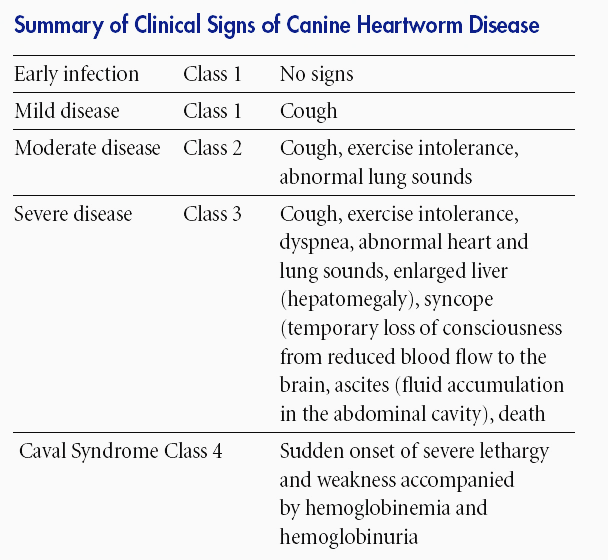 Summary of Clinical Signs of Canine Heartworm Disease
Early infection Class 1 No signs
Mild disease Class 1 Cough
Moderate disease Class 2 Cough, exercise intolerance,
abnormal lung sounds
Severe disease Class 3 Cough, exercise intolerance,
dyspnea, abnormal heart and
lung sounds, enlarged liver
(hepatomegaly), syncope
(temporary loss of consciousness
from reduced blood flow to the
brain, ascites (fluid accumulation
in the abdominal cavity), death
Caval Syndrome Class 4 Sudden onset of severe lethargy
and weakness accompanied
by hemoglobinemia and
hemoglobinuria